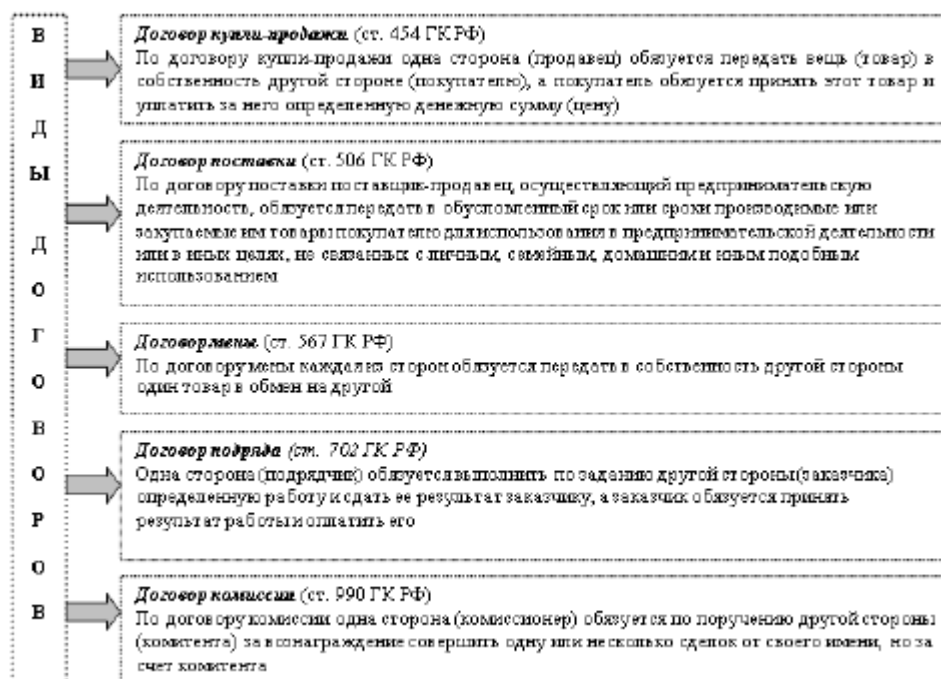 ВИДЫ ДОГОВОРОВ
Договор купли-продажи (ст. 454 ГК РФ)
По договору купли-продажи одна сторона (продавец) обязуется передать вещь (товар) в
собственность другой стороне (покупателю), а покупатель обязуется принять этот товар и
уплатить за него определенную денежную сумму (цену)
Договор поставки (ст. 506 ГК РФ)
По договору поставки поставщик-продавец, осуществляющий предпринимательскую
деятельность, обязуется передать в обусловленный срок или сроки производимые или
закупаемые им товары покупателю для использования в предпринимательской деятельности
или в иных целях, не связанных с личным, семейным, домашним и иным подобным
использованием
Договор мены (ст. 567 ГК РФ)
По договору мены каждая из сторон обязуется передать в собственность другой стороны
один товар в обмен на другой
Договор подряда (ст. 702 ГК РФ)
Одна сторона (подрядчик) обязуется выполнить по заданию другой стороны (заказчика)
определенную работу и сдать ее результат заказчику, а заказчик обязуется принять
результат работы и оплатить его
Договор комиссии (ст. 990 ГК РФ)
По договору комиссии одна сторона (комиссионер) обязуется по поручению другой стороны
(комитента) за вознаграждение совершить одну или несколько сделок от своего имени, но за
счет комитента